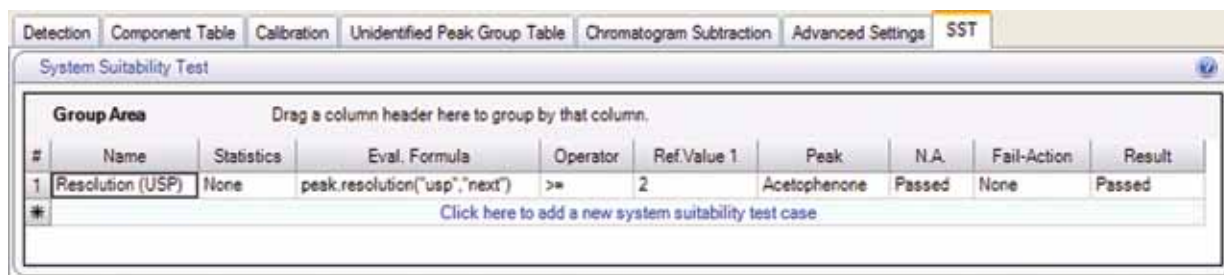 Detection Component Table Calibration Unidentified Peak Group Table Chromatogram Subtraction Advanced Settings SST
System Suitability Test
Group Area Drag a column header here to group by that column.
# Name Statistics Eval. Formula Operator Ref.Value 1 Peak N.A. Fail-Action Result
1 Resolution (USP) None peak.resolution("usp","next") >= 2 Acetophenone Passed None Passed
Click here to add a new system suitability test case